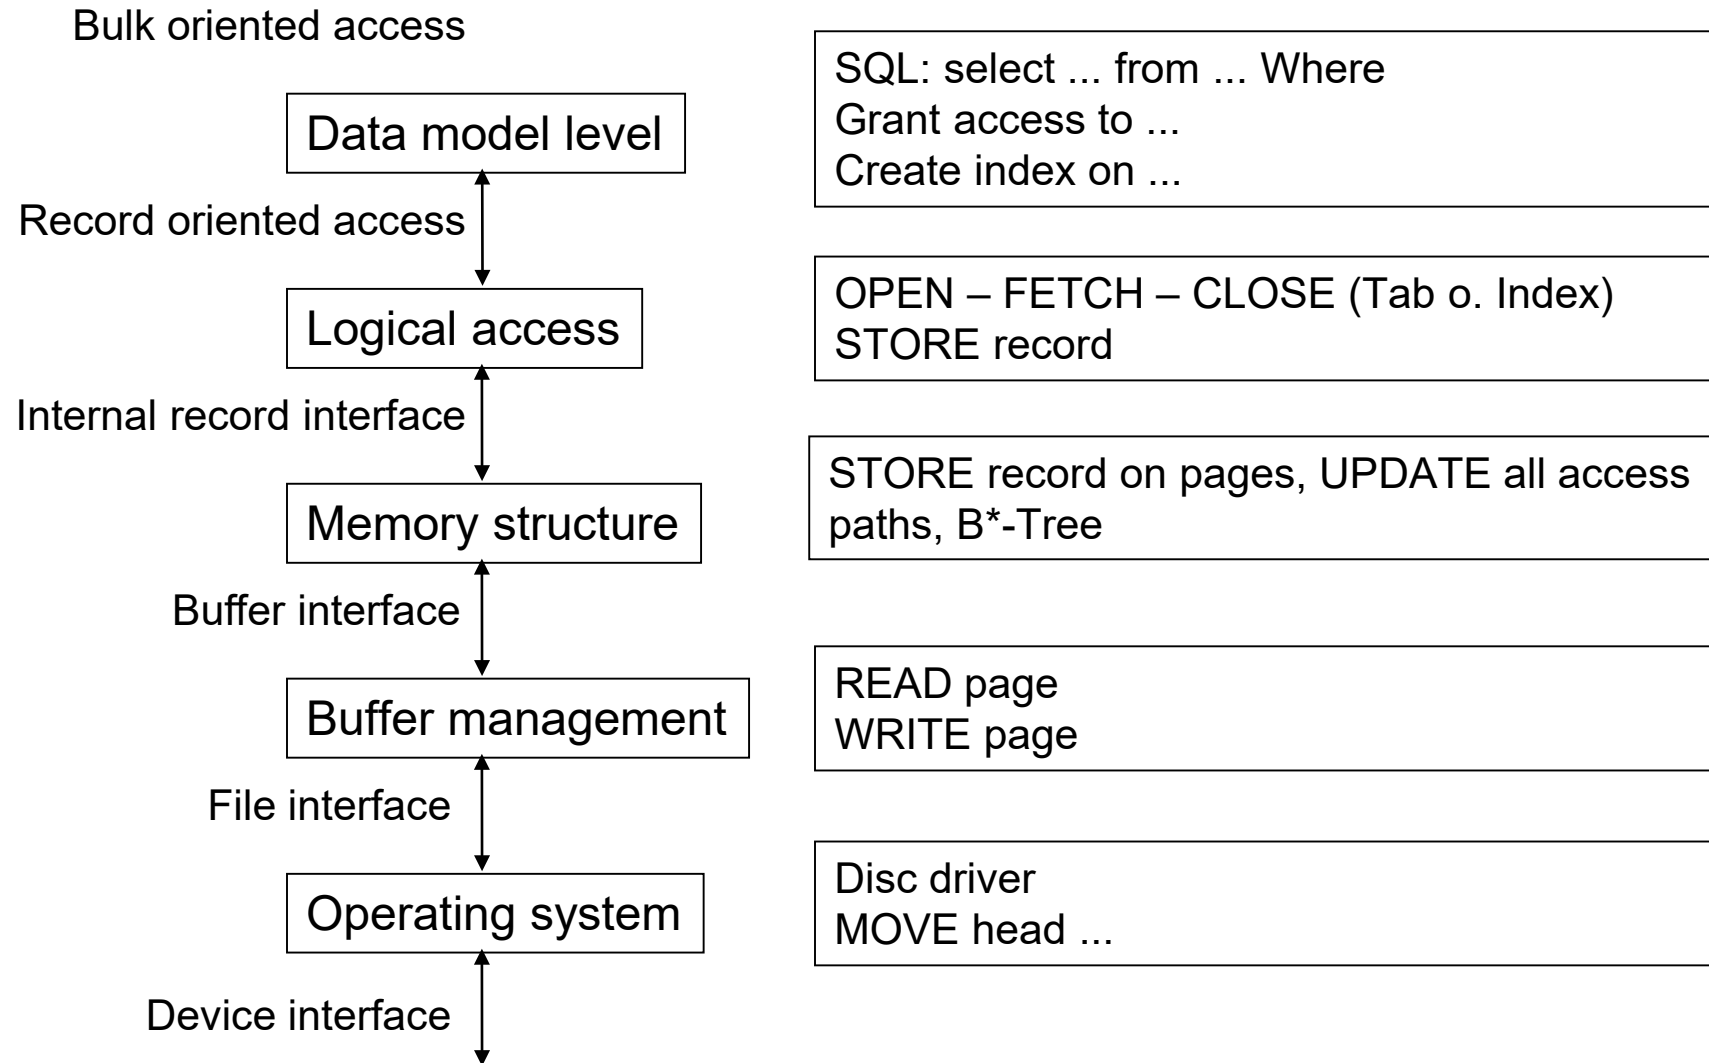 Bulk oriented access
SQL: select ... from ... Where
Grant access to ...
Create index on ...
Data model level
Record oriented access
OPEN – FETCH – CLOSE (Tab o. Index)
STORE record
Logical access
Internal record interface
STORE record on pages, UPDATE all access
paths, B*-Tree
Memory structure
Buffer interface
READ page
WRITE page
Buffer management
File interface
Disc driver
MOVE head ...
Operating system
Device interface